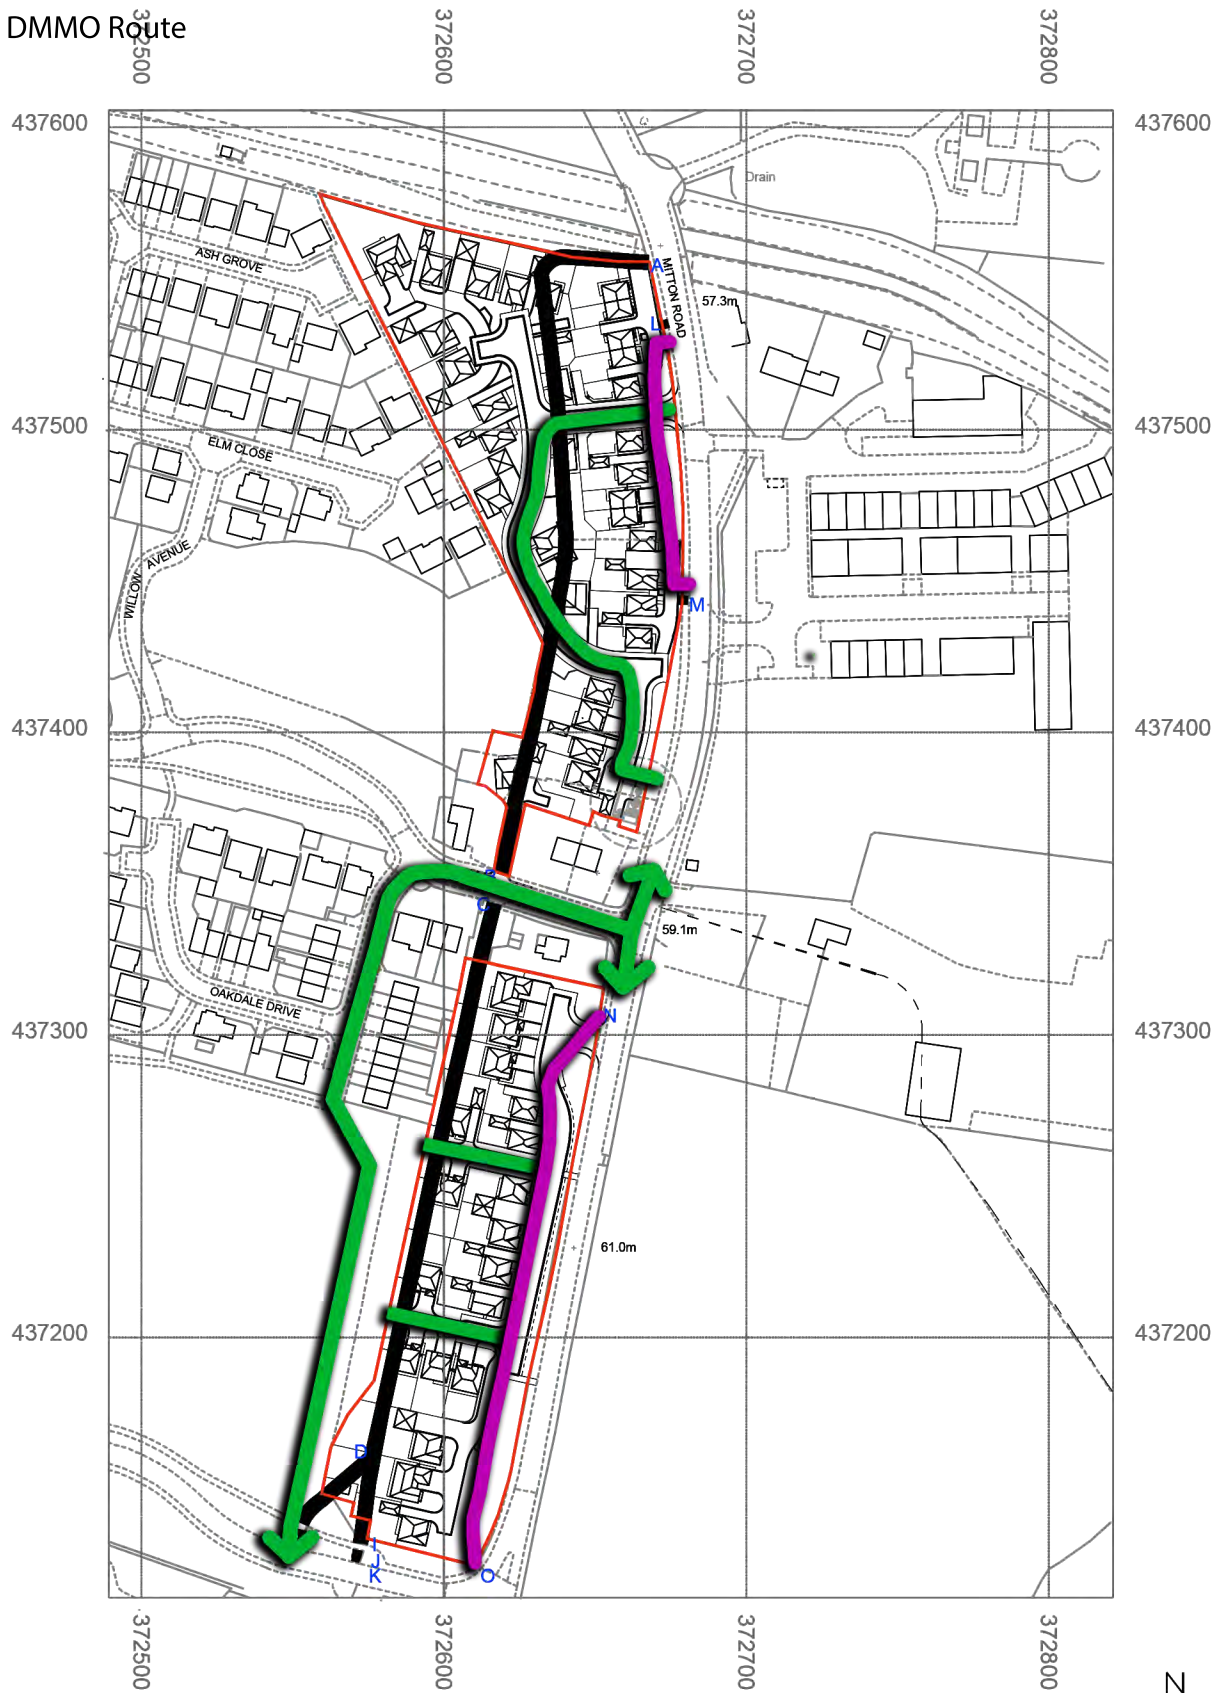 DMMO Route
372500
372600
372700
372800
437600
437600
Drain
ASH GROVE
MITTON ROAD
A
57.3m
L
437500
437500
ELM CLOSE
WILLOW AVENUE
M
437400
437400
B
C
59.1m
OAKDALE DRIVE
N
437300
437300
61.0m
437200
437200
D
I
J
K
O
372500
372600
372700
372800
N